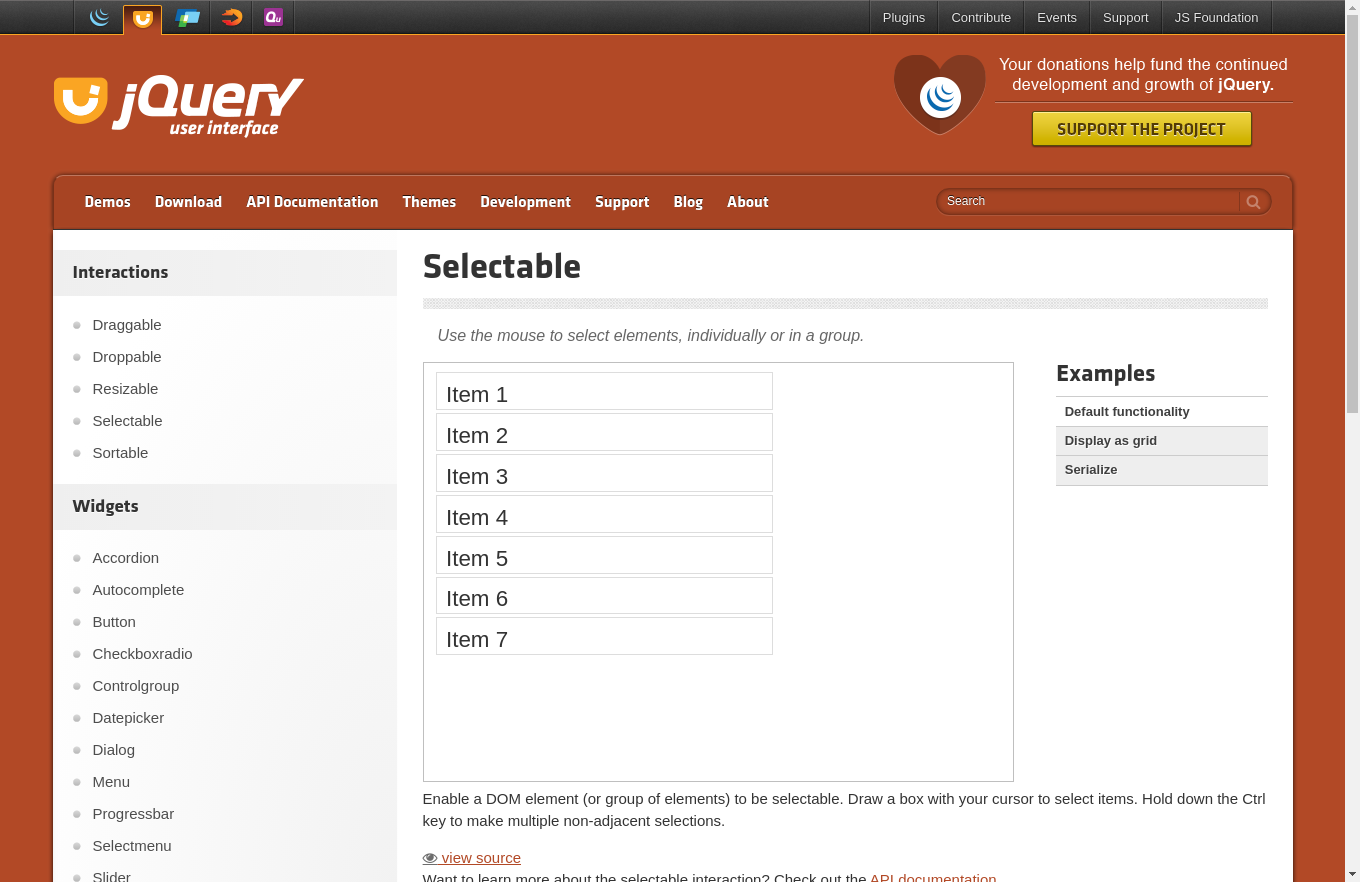 Plugins
Contribute
Events
Support
JS Foundation
jQuery
user interface
Your donations help fund the continued
development and growth of jQuery.
SUPPORT THE PROJECT
Demos
Download
API Documentation
Themes
Development
Support
Blog
About
Search
Interactions
Draggable
Droppable
Resizable
Selectable
Sortable
Widgets
Accordion
Autocomplete
Button
Checkboxradio
Controlgroup
Datepicker
Dialog
Menu
Progressbar
Selectmenu
Slider
Selectable
Use the mouse to select elements, individually or in a group.
Item 1
Item 2
Item 3
Item 4
Item 5
Item 6
Item 7
Examples
Default functionality
Display as grid
Serialize
Enable a DOM element (or group of elements) to be selectable. Draw a box with your cursor to select items. Hold down the Ctrl
key to make multiple non-adjacent selections.
view source
Want to learn more about the selectable interaction? Check out the API documentation